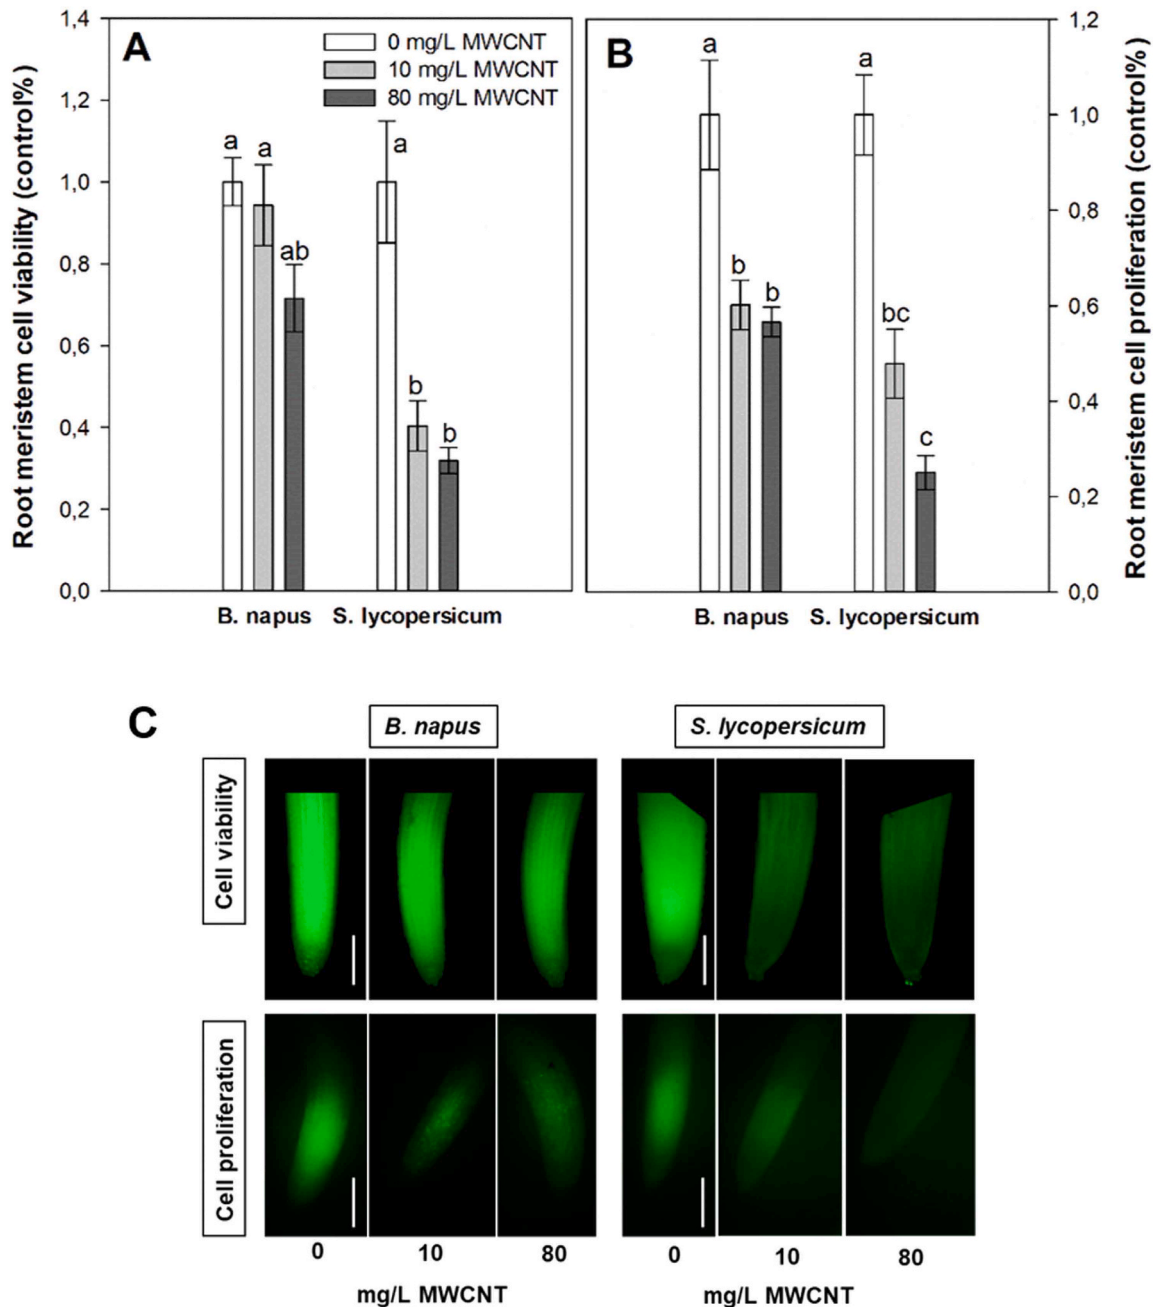 A
0 mg/L MWCNT
10 mg/L MWCNT
80 mg/L MWCNT
Root meristem cell viability (control%)
1,4
1,2
1,0
0,8
0,6
0,4
0,2
0,0
a
a
ab
a
b
b
B. napus
S. lycopersicum
B
a
b
b
a
bc
c
B. napus
S. lycopersicum
1,2
1,0
0,8
0,6
0,4
0,2
0,0
Root meristem cell proliferation (control%)
C
B. napus
S. lycopersicum
Cell viability
Cell proliferation
0
10
80
0
10
80
mg/L MWCNT
mg/L MWCNT